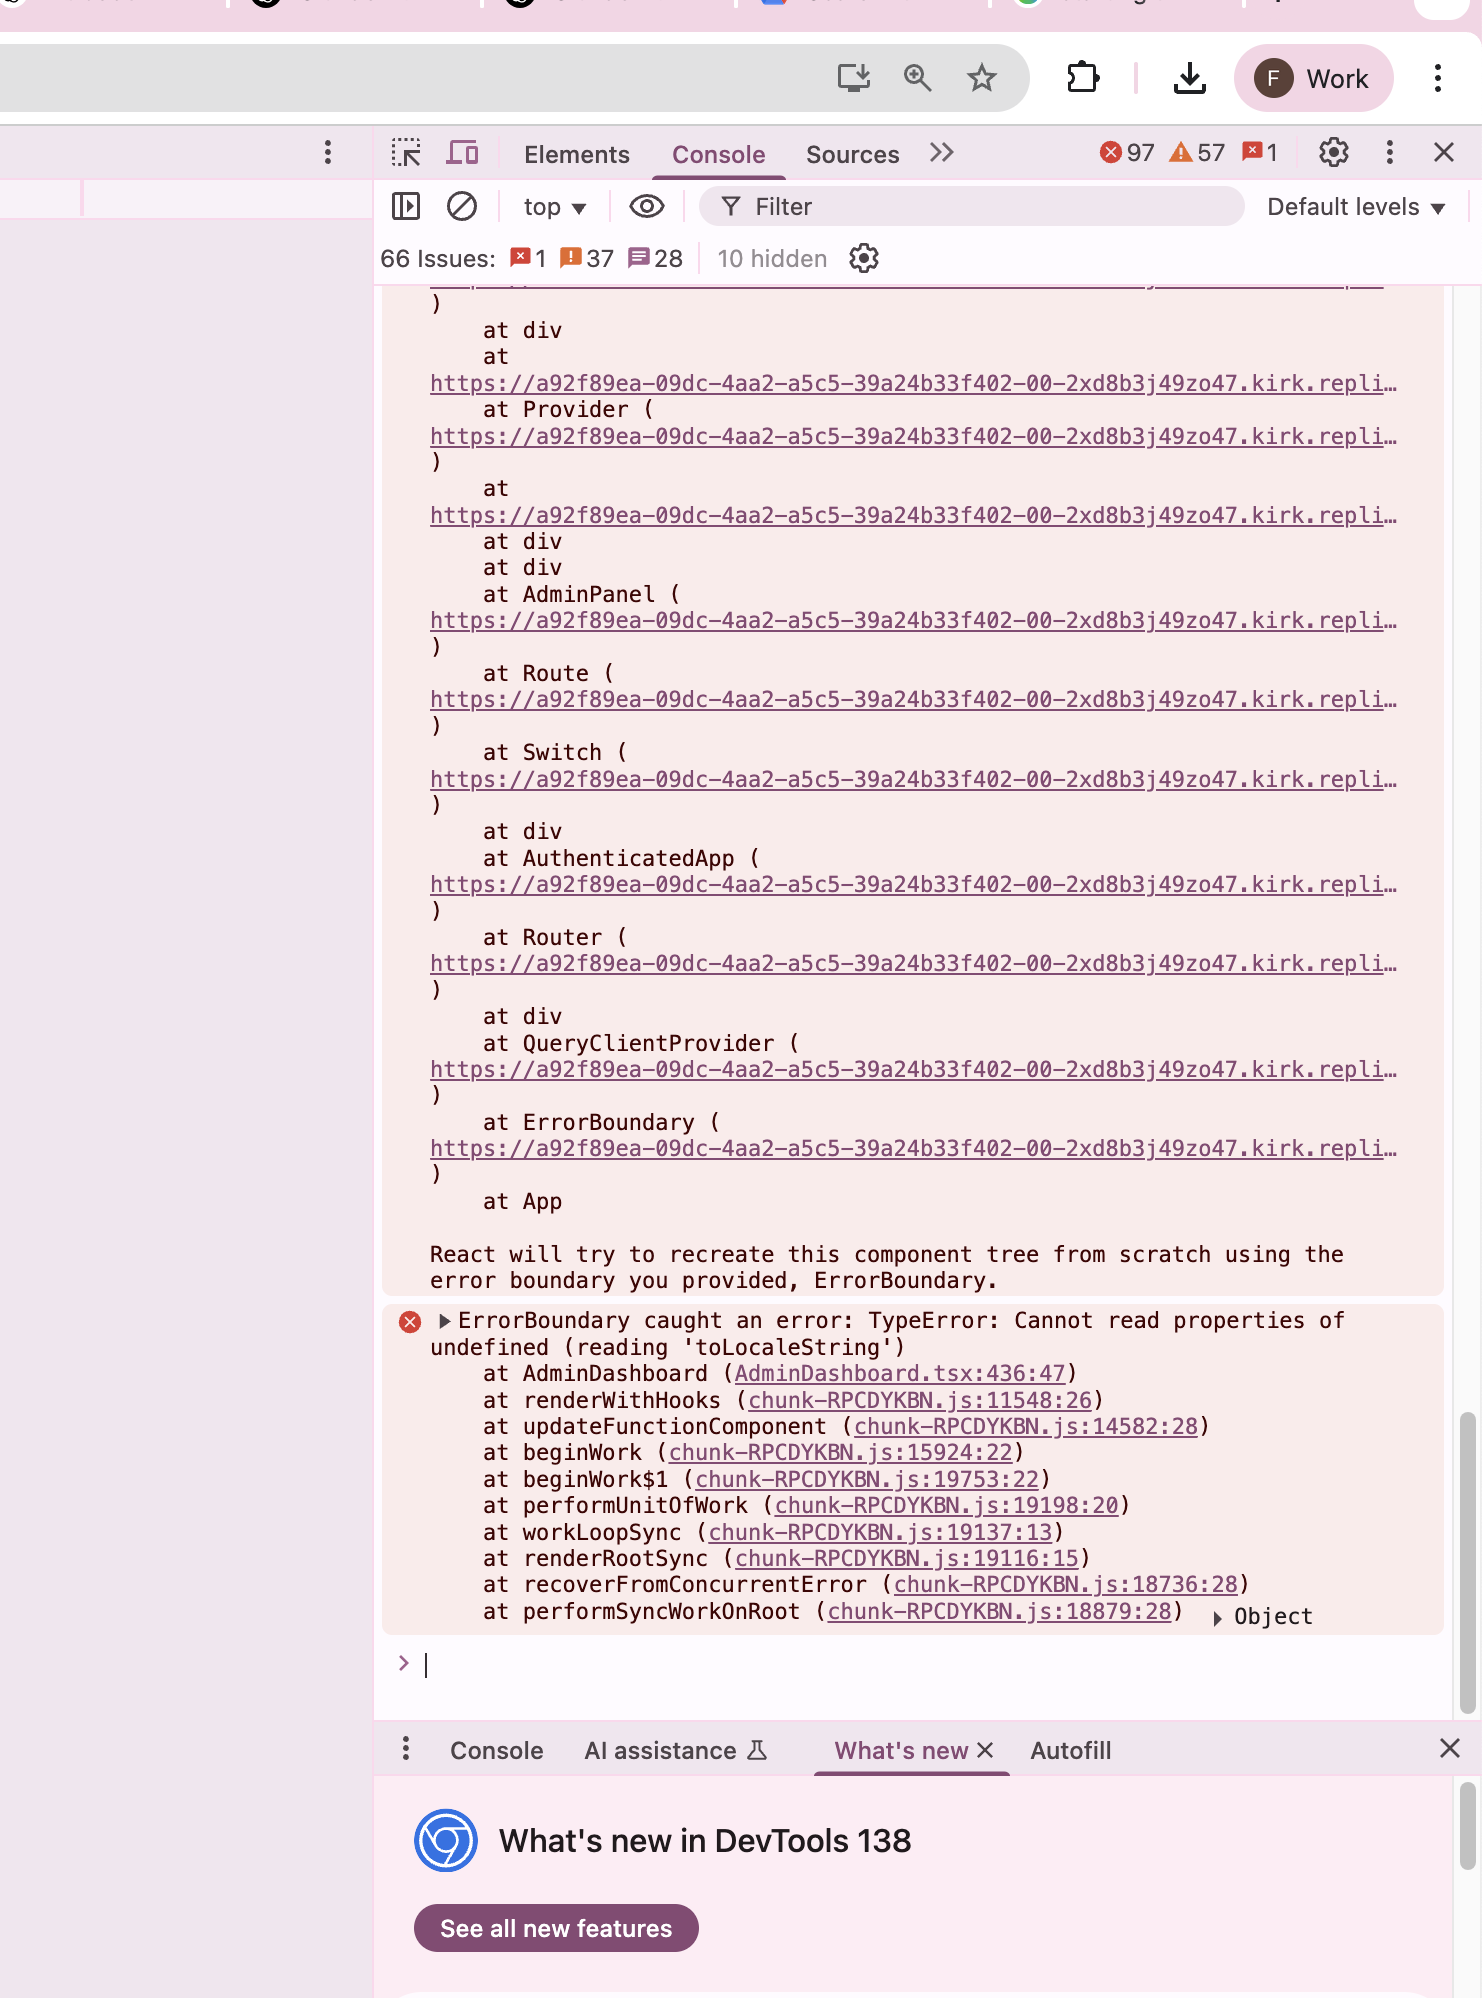 F Work
Elements Console Sources 97 57 1
top Filter Default levels
66 Issues: 1 37 28 10 hidden
)
at div
at
https://a92f89ea-09dc-4aa2-a5c5-39a24b33f402-00-2xd8b3j49zo47.kirk.repli…
at Provider (
https://a92f89ea-09dc-4aa2-a5c5-39a24b33f402-00-2xd8b3j49zo47.kirk.repli…
)
at
https://a92f89ea-09dc-4aa2-a5c5-39a24b33f402-00-2xd8b3j49zo47.kirk.repli…
at div
at div
at AdminPanel (
https://a92f89ea-09dc-4aa2-a5c5-39a24b33f402-00-2xd8b3j49zo47.kirk.repli…
)
at Route (
https://a92f89ea-09dc-4aa2-a5c5-39a24b33f402-00-2xd8b3j49zo47.kirk.repli…
)
at Switch (
https://a92f89ea-09dc-4aa2-a5c5-39a24b33f402-00-2xd8b3j49zo47.kirk.repli…
)
at div
at AuthenticatedApp (
https://a92f89ea-09dc-4aa2-a5c5-39a24b33f402-00-2xd8b3j49zo47.kirk.repli…
)
at Router (
https://a92f89ea-09dc-4aa2-a5c5-39a24b33f402-00-2xd8b3j49zo47.kirk.repli…
)
at div
at QueryClientProvider (
https://a92f89ea-09dc-4aa2-a5c5-39a24b33f402-00-2xd8b3j49zo47.kirk.repli…
)
at ErrorBoundary (
https://a92f89ea-09dc-4aa2-a5c5-39a24b33f402-00-2xd8b3j49zo47.kirk.repli…
)
at App
React will try to recreate this component tree from scratch using the
error boundary you provided, ErrorBoundary.
ErrorBoundary caught an error: TypeError: Cannot read properties of
undefined (reading 'toLocaleString')
at AdminDashboard (AdminDashboard.tsx:436:47)
at renderWithHooks (chunk-RPCDYKBN.js:11548:26)
at updateFunctionComponent (chunk-RPCDYKBN.js:14582:28)
at beginWork (chunk-RPCDYKBN.js:15924:22)
at beginWork$1 (chunk-RPCDYKBN.js:19753:22)
at performUnitOfWork (chunk-RPCDYKBN.js:19198:20)
at workLoopSync (chunk-RPCDYKBN.js:19137:13)
at renderRootSync (chunk-RPCDYKBN.js:19116:15)
at recoverFromConcurrentError (chunk-RPCDYKBN.js:18736:28)
at performSyncWorkOnRoot (chunk-RPCDYKBN.js:18879:28) Object
Console AI assistance What's new Autofill
What's new in DevTools 138
See all new features